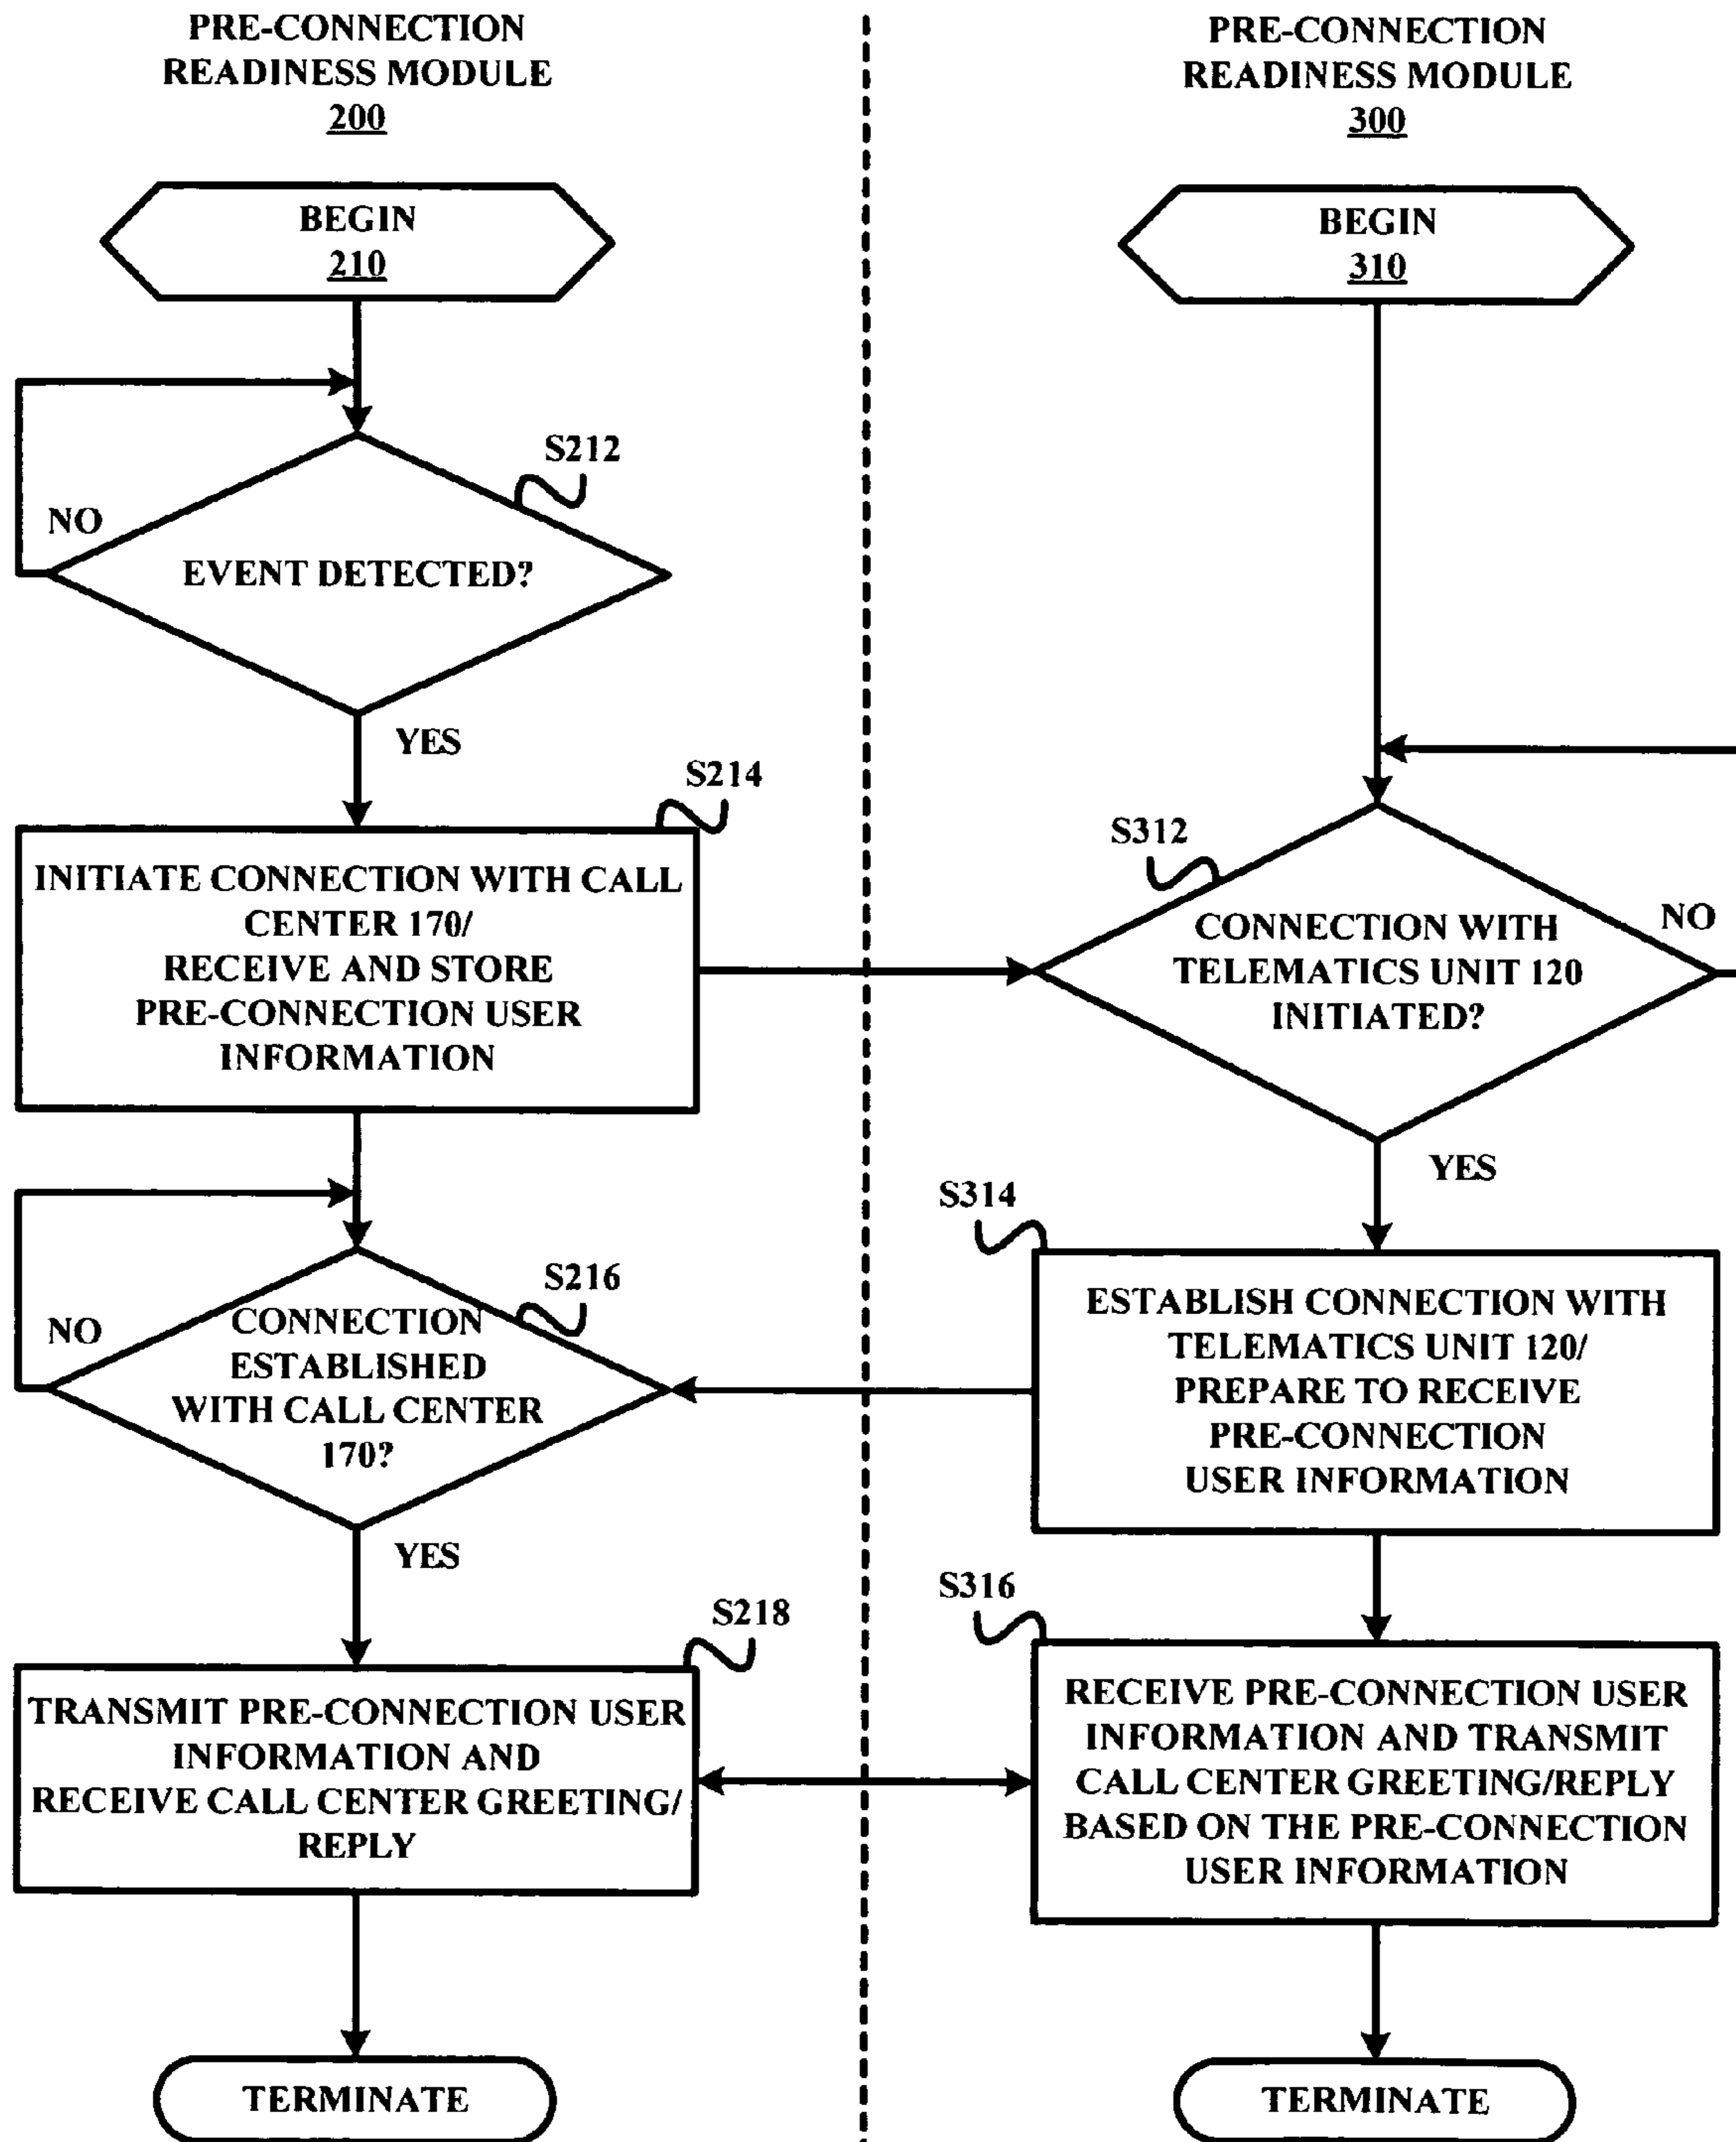 PRE-CONNECTION
READINESS MODULE
200
BEGIN
210
S212
NO
EVENT DETECTED?
YES
S214
INITIATE CONNECTION WITH CALL
CENTER 170/
RECEIVE AND STORE
PRE-CONNECTION USER
INFORMATION
S216
NO
CONNECTION
ESTABLISHED
WITH CALL CENTER
170?
YES
S218
TRANSMIT PRE-CONNECTION USER
INFORMATION AND
RECEIVE CALL CENTER GREETING/
REPLY
TERMINATE
PRE-CONNECTION
READINESS MODULE
300
BEGIN
310
S312
NO
CONNECTION WITH
TELEMATICS UNIT 120
INITIATED?
YES
S314
ESTABLISH CONNECTION WITH
TELEMATICS UNIT 120/
PREPARE TO RECEIVE
PRE-CONNECTION
USER INFORMATION
S316
RECEIVE PRE-CONNECTION USER
INFORMATION AND TRANSMIT
CALL CENTER GREETING/REPLY
BASED ON THE PRE-CONNECTION
USER INFORMATION
TERMINATE